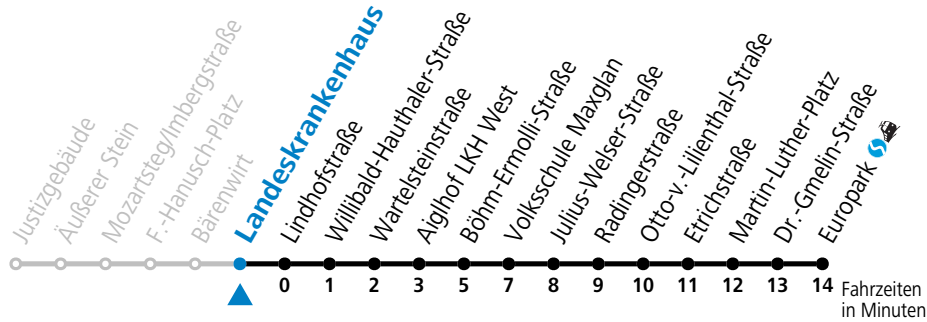 Justizgebäude
Äußerer Stein
Mozartsteg/Imbergstraße
F.-Hanusch-Platz
Bärenwirt
Landeskrankenhaus
Lindhofstraße
Willibald-Hauthaler-Straße
Wartelsteinstraße
Aiglhof LKH West
Böhm-Ermolli-Straße
Volksschule Maxglan
Julius-Welser-Straße
Radingerstraße
Otto-v.-Lilienthal-Straße
Etrichstraße
Martin-Luther-Platz
Dr.-Gmelin-Straße
Europark
0 1 2 3 5 7 8 9 10 11 12 13 14
Fahrzeiten
in Minuten